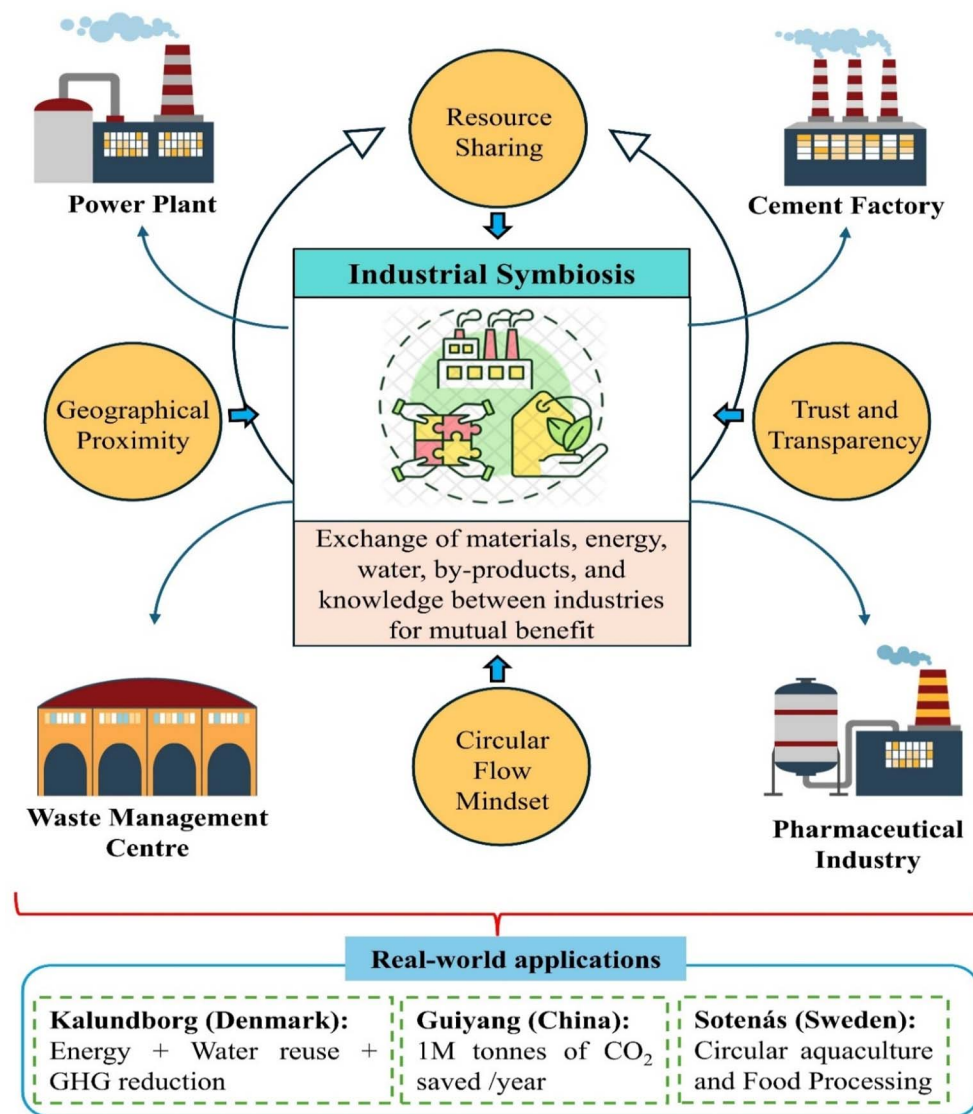 Resource
Sharing
Power Plant
Cement Factory
Industrial Symbiosis
Geographical
Proximity
Trust and
Transparency
Exchange of materials, energy,
water, by-products, and
knowledge between industries
for mutual benefit
Circular
Flow
Mindset
Waste Management
Centre
Pharmaceutical
Industry
Real-world applications
Kalundborg (Denmark):
Energy + Water reuse +
GHG reduction
Guiyang (China):
1M tonnes of CO₂
saved /year
Sotenás (Sweden):
Circular aquaculture
and Food Processing